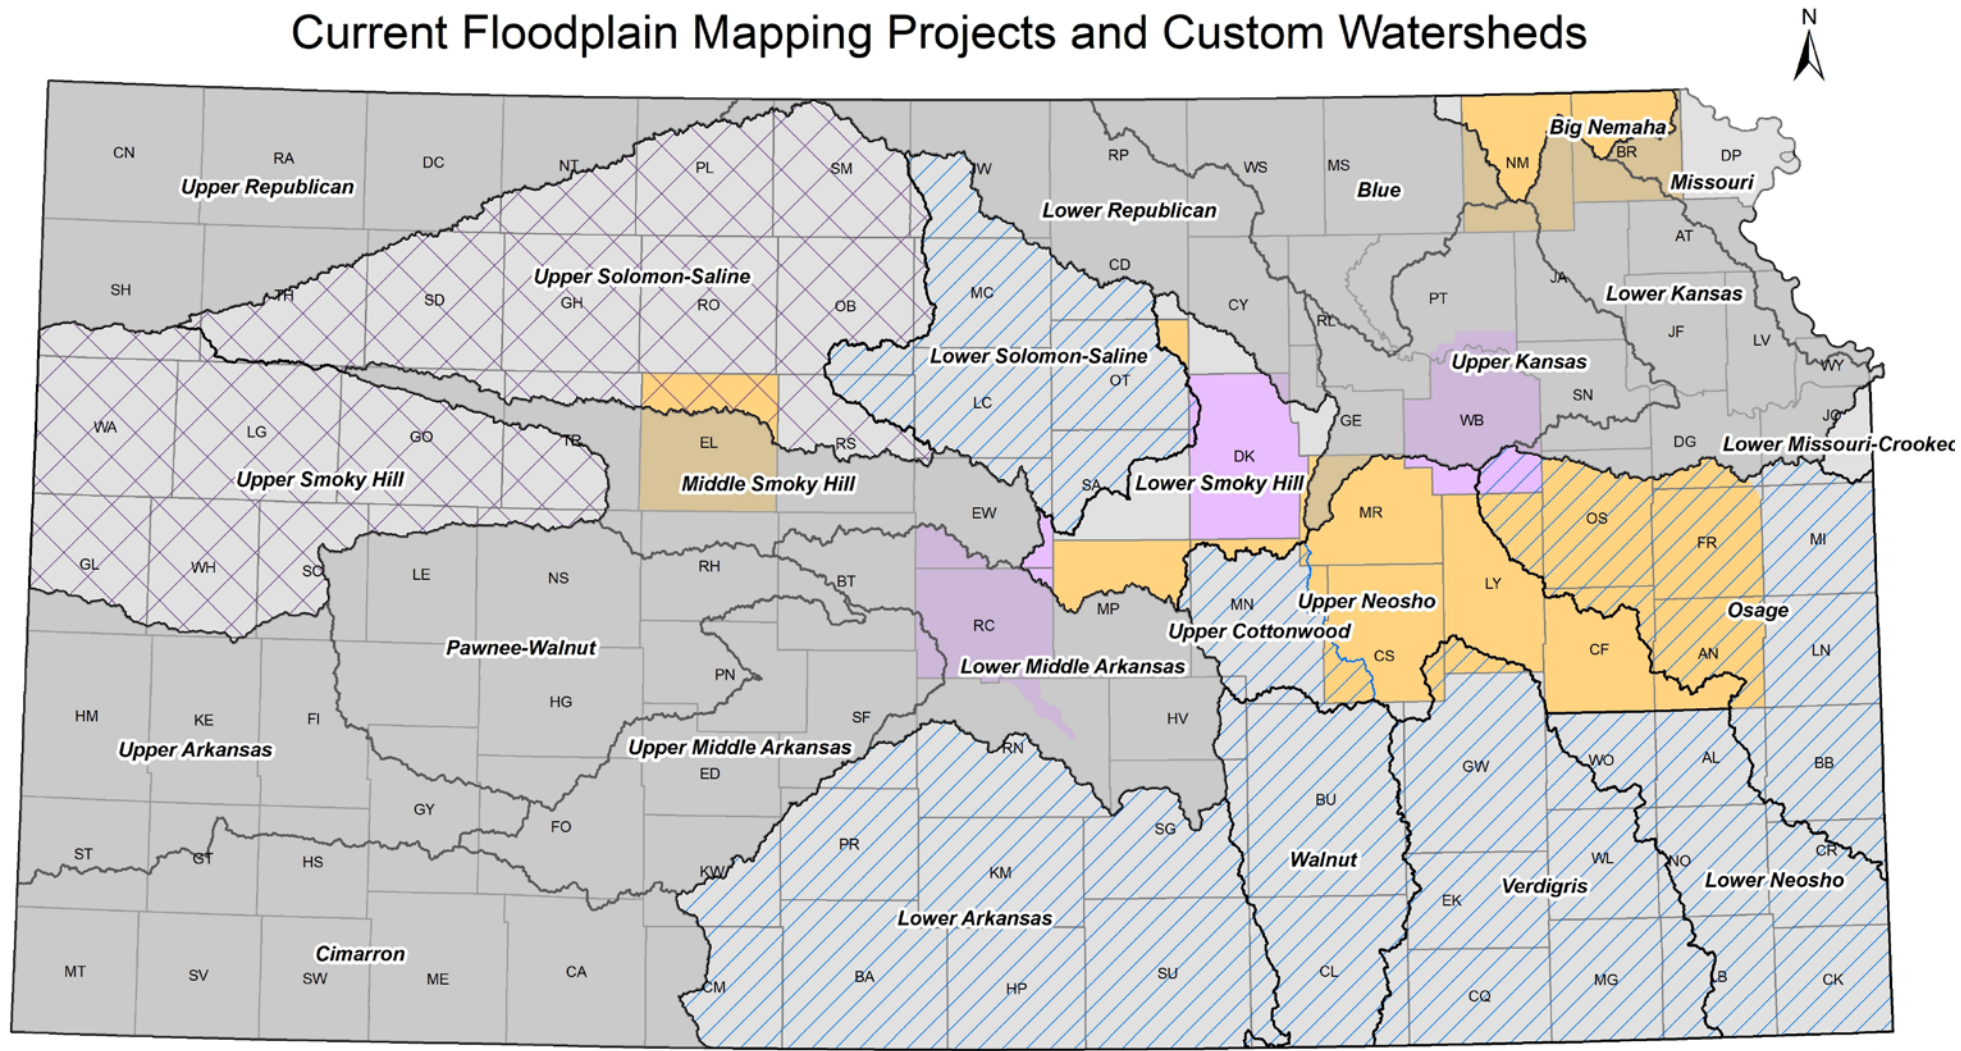 Current Floodplain Mapping Projects and Custom Watersheds
N
CN
RA
DC
NT
PL
SM
JW
RP
WS
MS
NM
Big Nemaha
BR
DP
Upper Republican
Lower Republican
Blue
Missouri
SH
TH
SD
Upper Solomon-Saline
GH
RO
OB
MC
CD
CY
RL
PT
JA
AT
Lower Kansas
JF
LV
WY
Lower Solomon-Saline
OT
Upper Kansas
WA
LG
GO
TR
EL
RS
LC
DK
GE
WB
SN
DG
JO
Lower Missouri-Crooked
Upper Smoky Hill
Middle Smoky Hill
SA
Lower Smoky Hill
EW
MR
OS
FR
MI
GL
WH
SC
LE
NS
RH
BT
RC
MP
MN
Upper Neosho
LY
Osage
Pawnee-Walnut
PN
Lower Middle Arkansas
Upper Cottonwood
CS
CF
AN
LN
HM
KE
FI
HG
SF
HV
Upper Arkansas
Upper Middle Arkansas
RN
ED
GW
WO
AL
BB
GY
FO
BU
ST
GT
HS
KW
PR
KM
SG
Walnut
EK
Verdigris
WL
NO
CR
Lower Neosho
Cimarron
Lower Arkansas
MT
SV
SW
ME
CA
CM
BA
HP
SU
CL
CQ
MG
LB
CK